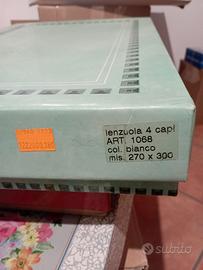 lenzuola 4 capi
ART. 1068
col. bianco
mis. 270 x 300
subito